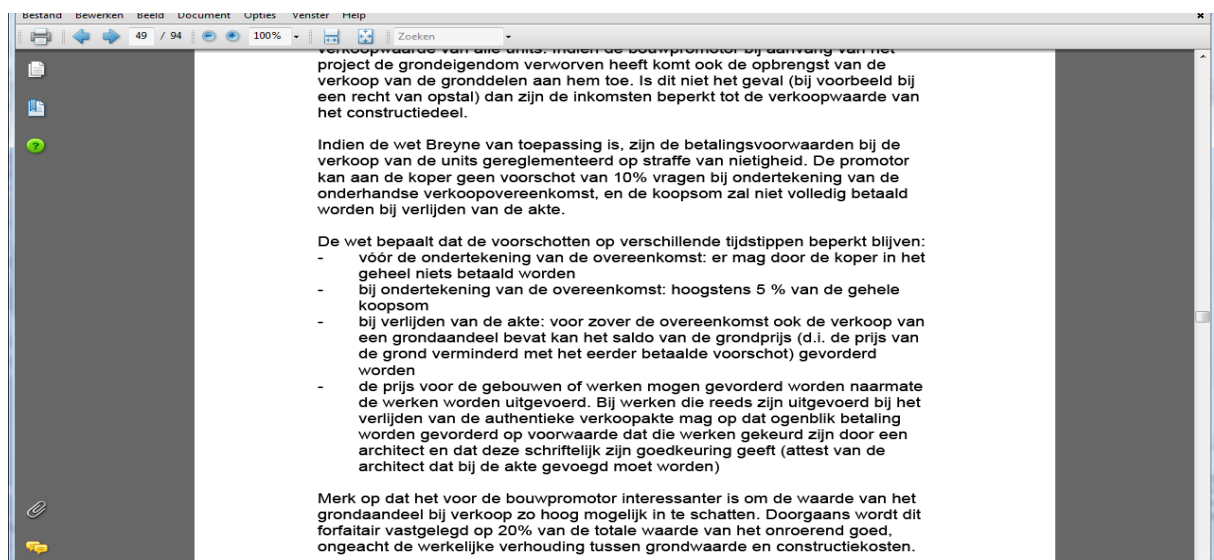 Bestand Bewerken Beeld Document Opties Venster Help
49 / 94 100% Zoeken
verkoopwaarde van alle units. Indien de bouwpromotor bij aanvang van het
project de grondeigendom verworven heeft komt ook de opbrengst van de
verkoop van de gronddelen aan hem toe. Is dit niet het geval (bij voorbeeld bij
een recht van opstal) dan zijn de inkomsten beperkt tot de verkoopwaarde van
het constructiedeel.
Indien de wet Breyne van toepassing is, zijn de betalingsvoorwaarden bij de
verkoop van de units gereglementeerd op straffe van nietigheid. De promotor
kan aan de koper geen voorschot van 10% vragen bij ondertekening van de
onderhandse verkoopovereenkomst, en de koopsom zal niet volledig betaald
worden bij verlijden van de akte.
De wet bepaalt dat de voorschotten op verschillende tijdstippen beperkt blijven:
- vóór de ondertekening van de overeenkomst: er mag door de koper in het
geheel niets betaald worden
- bij ondertekening van de overeenkomst: hoogstens 5 % van de gehele
koopsom
- bij verlijden van de akte: voor zover de overeenkomst ook de verkoop van
een grondaandeel bevat kan het saldo van de grondprijs (d.i. de prijs van
de grond verminderd met het eerder betaalde voorschot) gevorderd
worden
- de prijs voor de gebouwen of werken mogen gevorderd worden naarmate
de werken worden uitgevoerd. Bij werken die reeds zijn uitgevoerd bij het
verlijden van de authentieke verkoopakte mag op dat ogenblik betaling
worden gevorderd op voorwaarde dat die werken gekeurd zijn door een
architect en dat deze schriftelijk zijn goedkeuring geeft (attest van de
architect dat bij de akte gevoegd moet worden)
Merk op dat het voor de bouwpromotor interessanter is om de waarde van het
grondaandeel bij verkoop zo hoog mogelijk in te schatten. Doorgaans wordt dit
forfaitair vastgelegd op 20% van de totale waarde van het onroerend goed,
ongeacht de werkelijke verhouding tussen grondwaarde en constructiekosten.